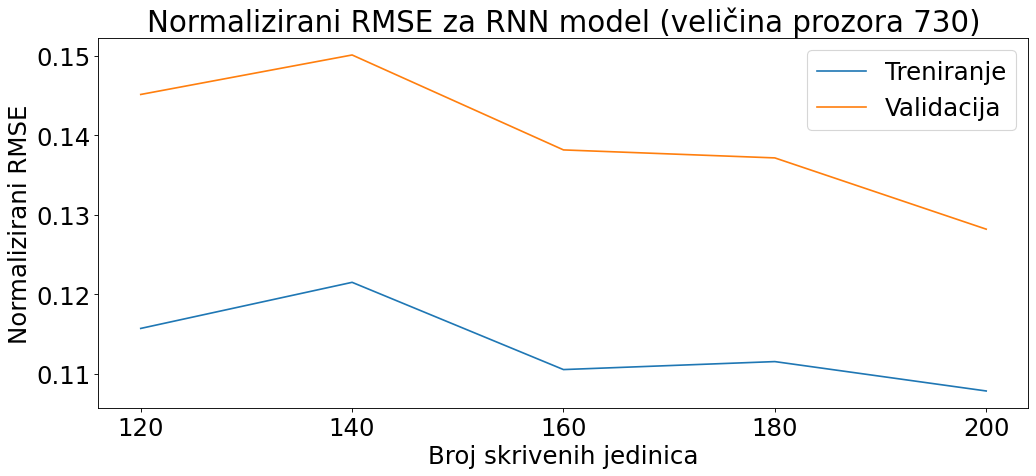 Normalizirani RMSE za RNN model (veličina prozora 730)
Treniranje
Validacija
Normalizirani RMSE
0.15
0.14
0.13
0.12
0.11
120 140 160 180 200
Broj skrivenih jedinica